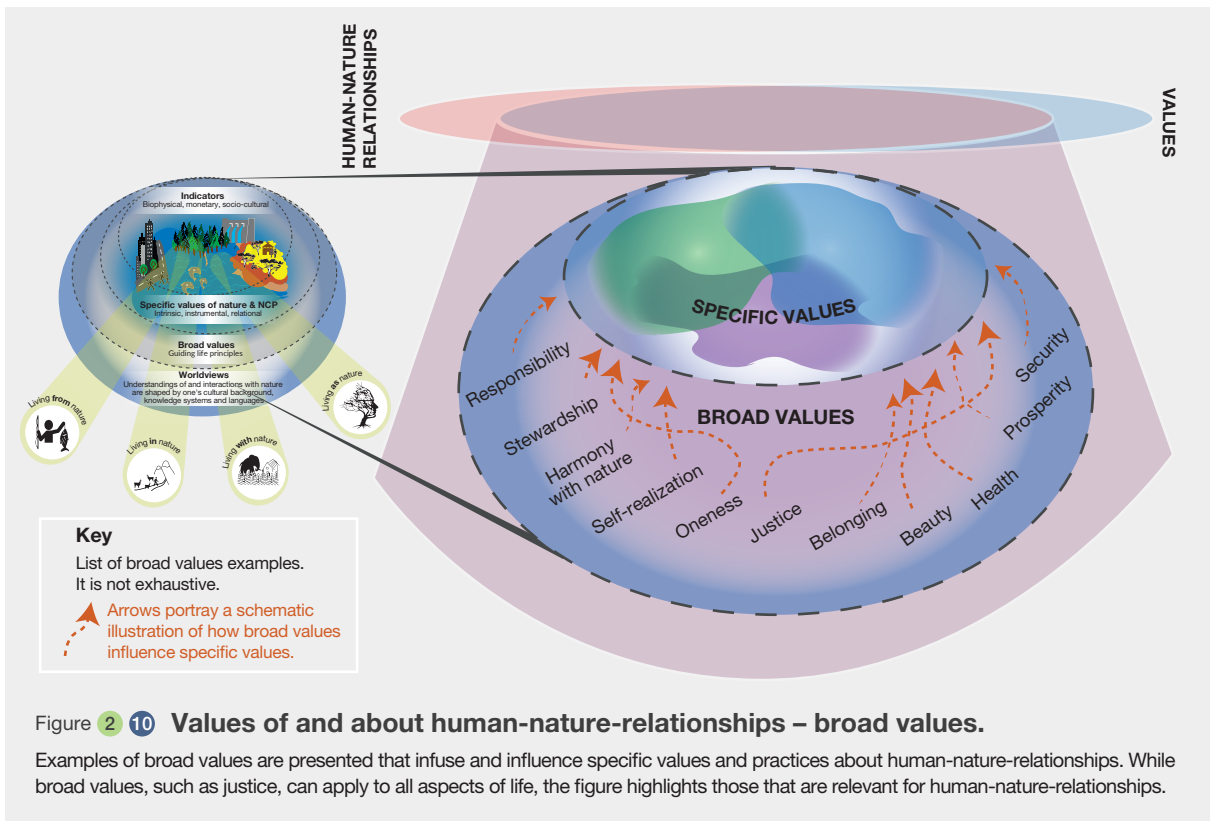 HUMAN-NATURE
RELATIONSHIPS
VALUES
Indicators
Biophysical, monetary, socio-cultural
Specific values of nature & NCP
Intrinsic, instrumental, relational
Broad values
Guiding life principles
Worldviews
Understandings of and interactions with nature
are shaped by one's cultural background,
knowledge systems and languages
Living from nature
Living in nature
Living with nature
Living as nature
SPECIFIC VALUES
BROAD VALUES
Responsibility
Stewardship
Harmony
with nature
Self-realization
Oneness
Justice
Belonging
Beauty
Health
Prosperity
Security
Key
List of broad values examples.
It is not exhaustive.
Arrows portray a schematic
illustration of how broad values
influence specific values.
Figure 2 10 Values of and about human-nature-relationships – broad values.
Examples of broad values are presented that infuse and influence specific values and practices about human-nature-relationships. While
broad values, such as justice, can apply to all aspects of life, the figure highlights those that are relevant for human-nature-relationships.